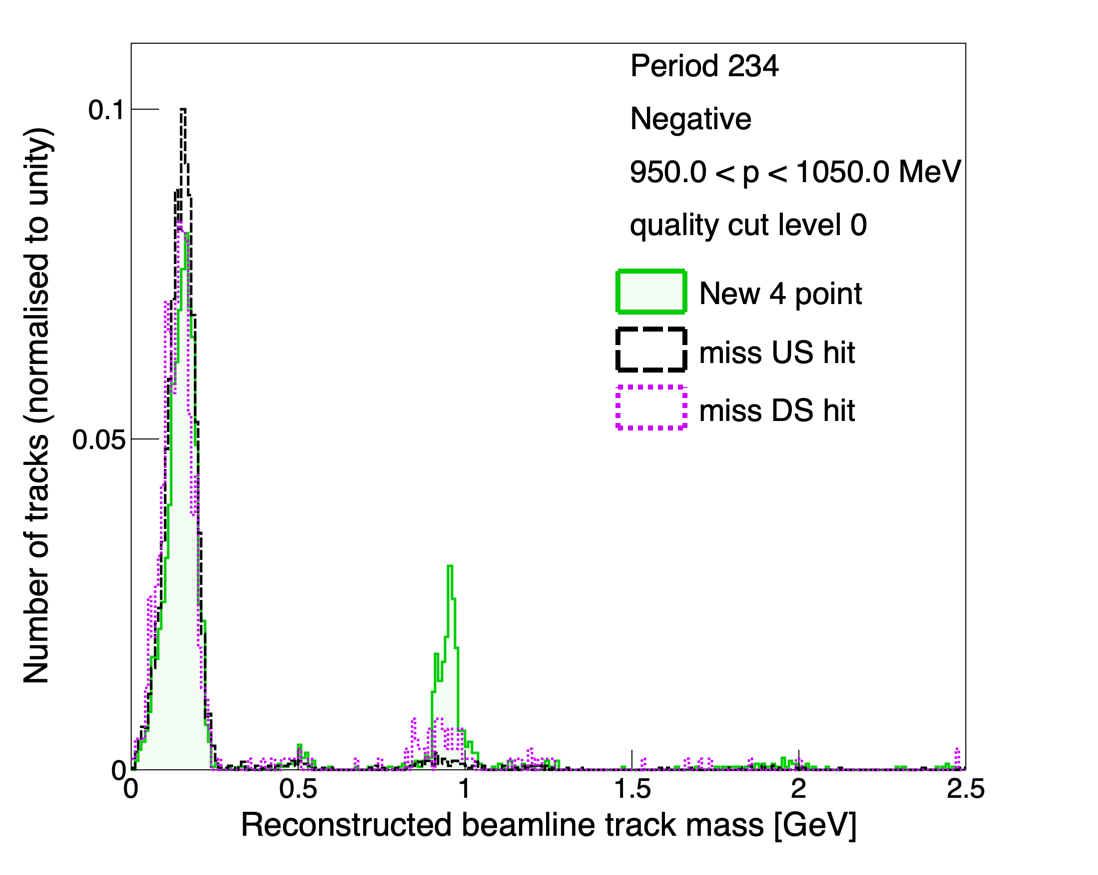 Period 234
Negative
950.0 < p < 1050.0 MeV
quality cut level 0
New 4 point
miss US hit
miss DS hit
Number of tracks (normalised to unity)
0.1
0.05
0
0 0.5 1 1.5 2 2.5
Reconstructed beamline track mass [GeV]